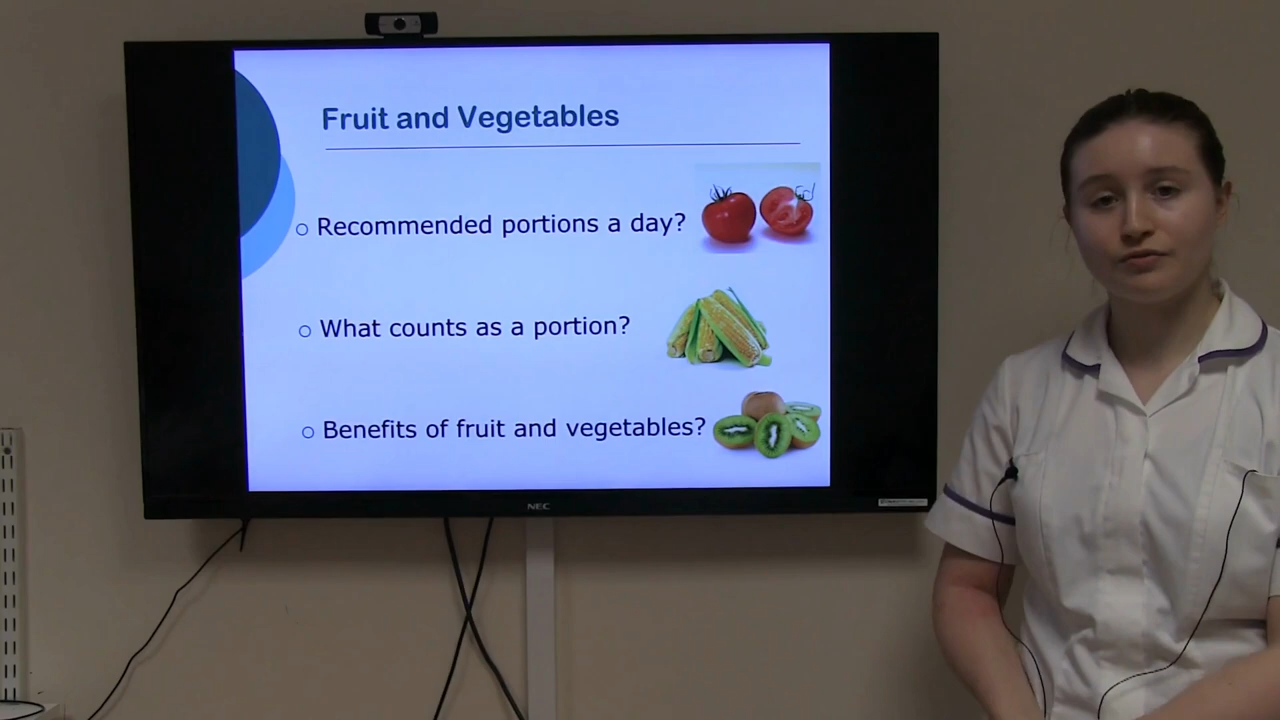 Fruit and Vegetables
Recommended portions a day?
What counts as a portion?
Benefits of fruit and vegetables?
NEC